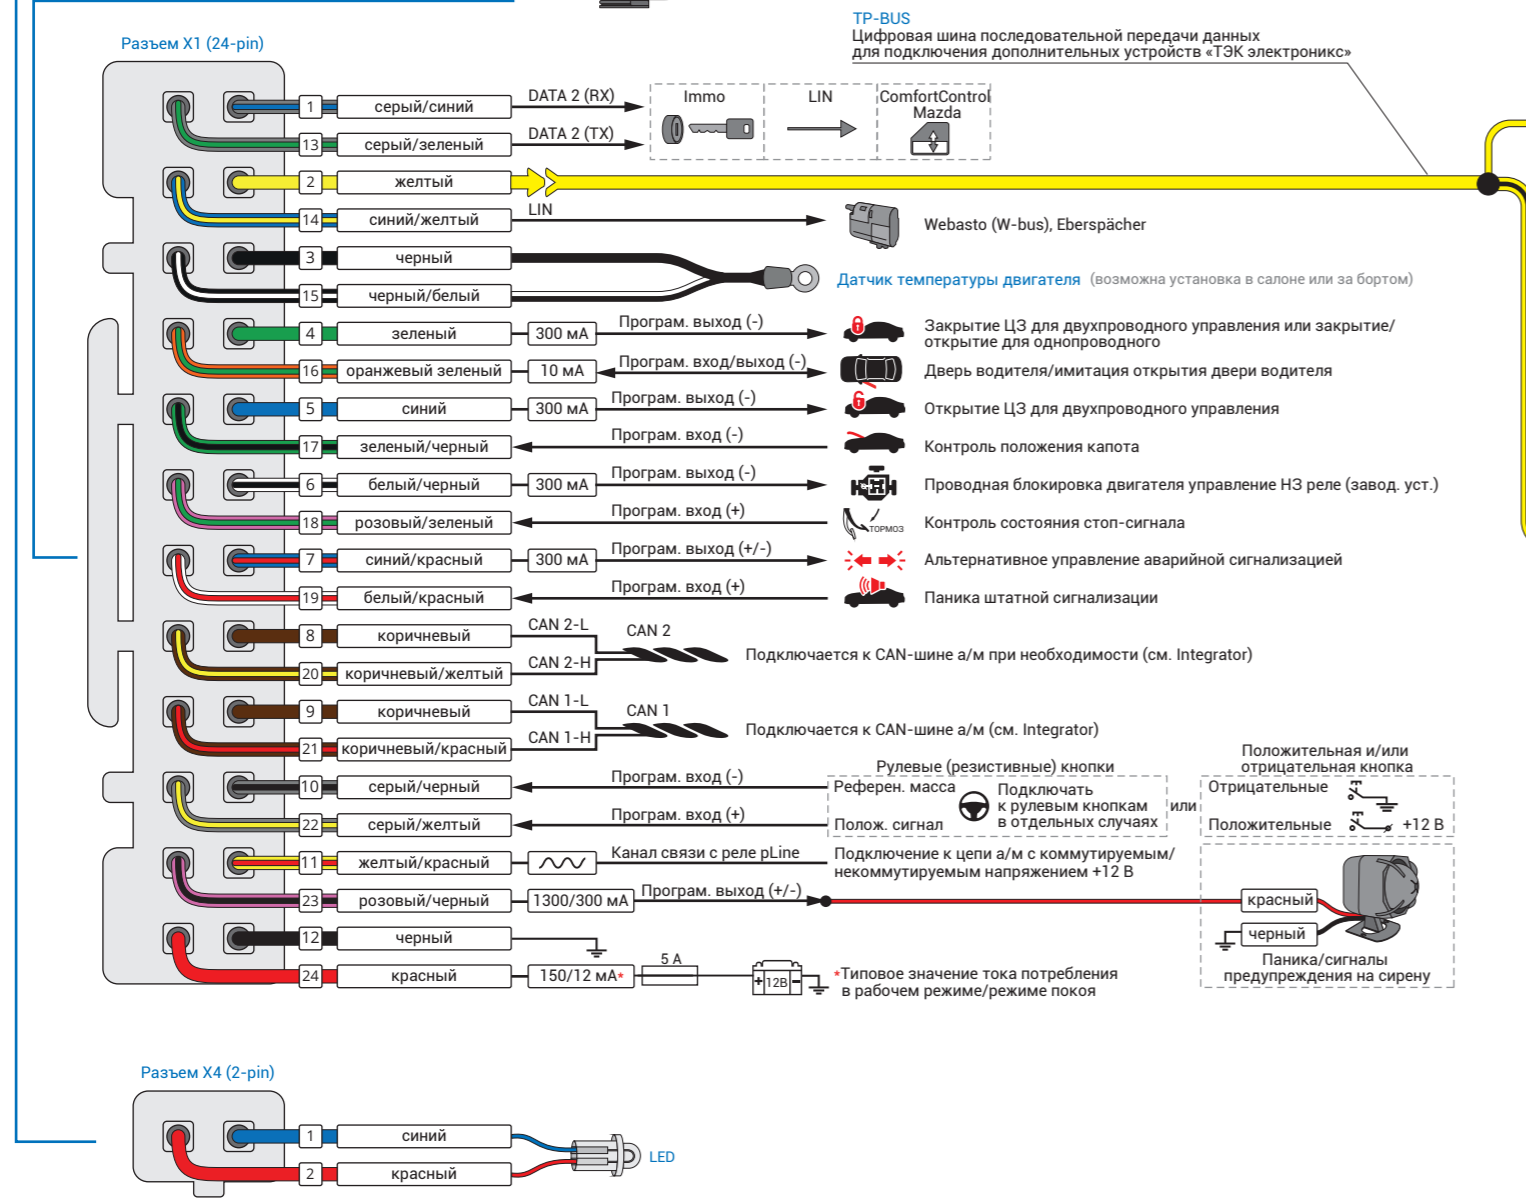 TP-BUS
Цифровая шина последовательной передачи данных
для подключения дополнительных устройств «ТЭК электроникс»
Разъем X1 (24-pin)
1 серый/синий DATA 2 (RX)
13 серый/зеленый DATA 2 (TX)
Immo LIN ComfortControl
Mazda
2 желтый
14 синий/желтый LIN Webasto (W-bus), Eberspächer
3 черный
15 черный/белый
Датчик температуры двигателя (возможна установка в салоне или за бортом)
4 зеленый 300 мА Програм. выход (-) Закрытие ЦЗ для двухпроводного управления или закрытие/
открытие для однопроводного
16 оранжевый зеленый 10 мА Програм. вход/выход (-) Дверь водителя/имитация открытия двери водителя
5 синий 300 мА Програм. выход (-) Открытие ЦЗ для двухпроводного управления
17 зеленый/черный Програм. вход (-) Контроль положения капота
6 белый/черный 300 мА Програм. выход (-) Проводная блокировка двигателя управление НЗ реле (завод. уст.)
18 розовый/зеленый Програм. вход (+) ТОРМОЗ Контроль состояния стоп-сигнала
7 синий/красный 300 мА Програм. выход (+/-) Альтернативное управление аварийной сигнализацией
19 белый/красный Програм. вход (+) Паника штатной сигнализации
8 коричневый CAN 2-L
20 коричневый/желтый CAN 2-H
CAN 2 Подключается к CAN-шине а/м при необходимости (см. Integrator)
9 коричневый CAN 1-L
21 коричневый/красный CAN 1-H
CAN 1 Подключается к CAN-шине а/м (см. Integrator)
Рулевые (резистивные) кнопки
10 серый/черный Програм. вход (-) Референ. масса
22 серый/желтый Програм. вход (+) Полож. сигнал
Подключать
к рулевым кнопкам
в отдельных случаях
или
Положительная и/или
отрицательная кнопка
Отрицательные
Положительные +12 В
11 желтый/красный Канал связи с реле pLine Подключение к цепи а/м с коммутируемым/
некоммутируемым напряжением +12 В
23 розовый/черный 1300/300 мА Програм. выход (+/-)
красный
черный
Паника/сигналы
предупреждения на сирену
12 черный
24 красный 150/12 мА* 5 А + 12В −
*Типовое значение тока потребления
в рабочем режиме/режиме покоя
Разъем X4 (2-pin)
1 синий
2 красный
LED